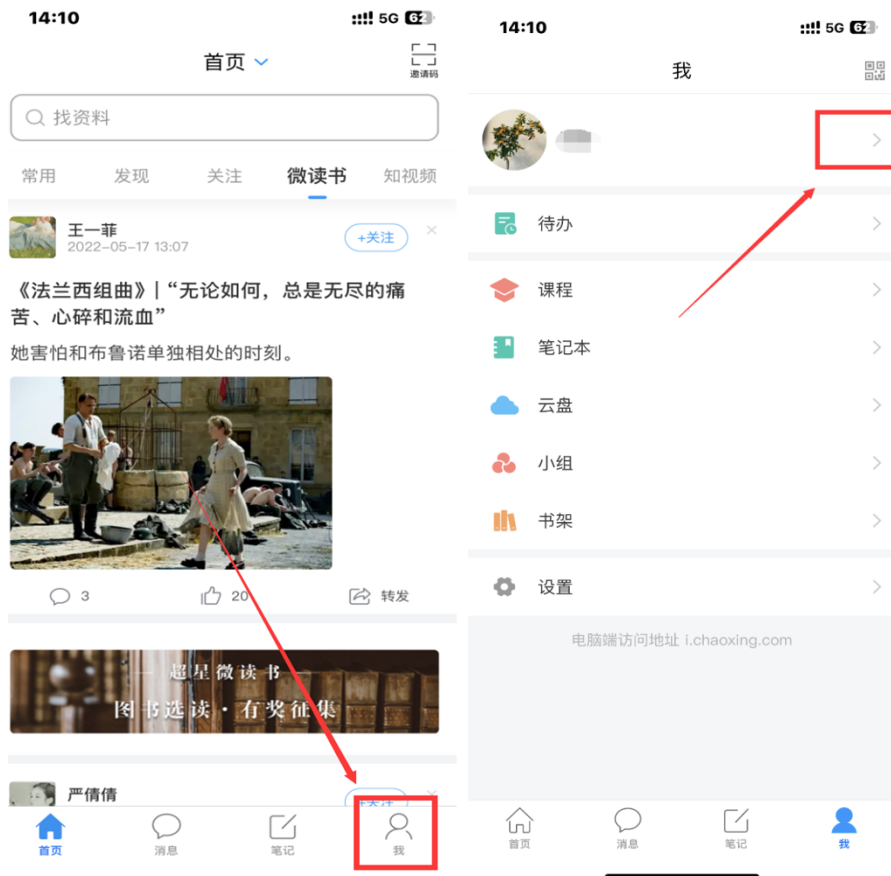 14:10
5G 62
首页
邀请码
找资料
常用 发现 关注 微读书 知视频
王一菲
2022-05-17 13:07
+关注
《法兰西组曲》|“无论如何，总是无尽的痛
苦、心碎和流血”
她害怕和布鲁诺单独相处的时刻。
3 20 转发
超星微读书
图书选读·有奖征集
严倩倩
+关注
首页 消息 笔记 我
14:10
5G 62
我
待办
课程
笔记本
云盘
小组
书架
设置
电脑端访问地址 i.chaoxing.com
首页 消息 笔记 我